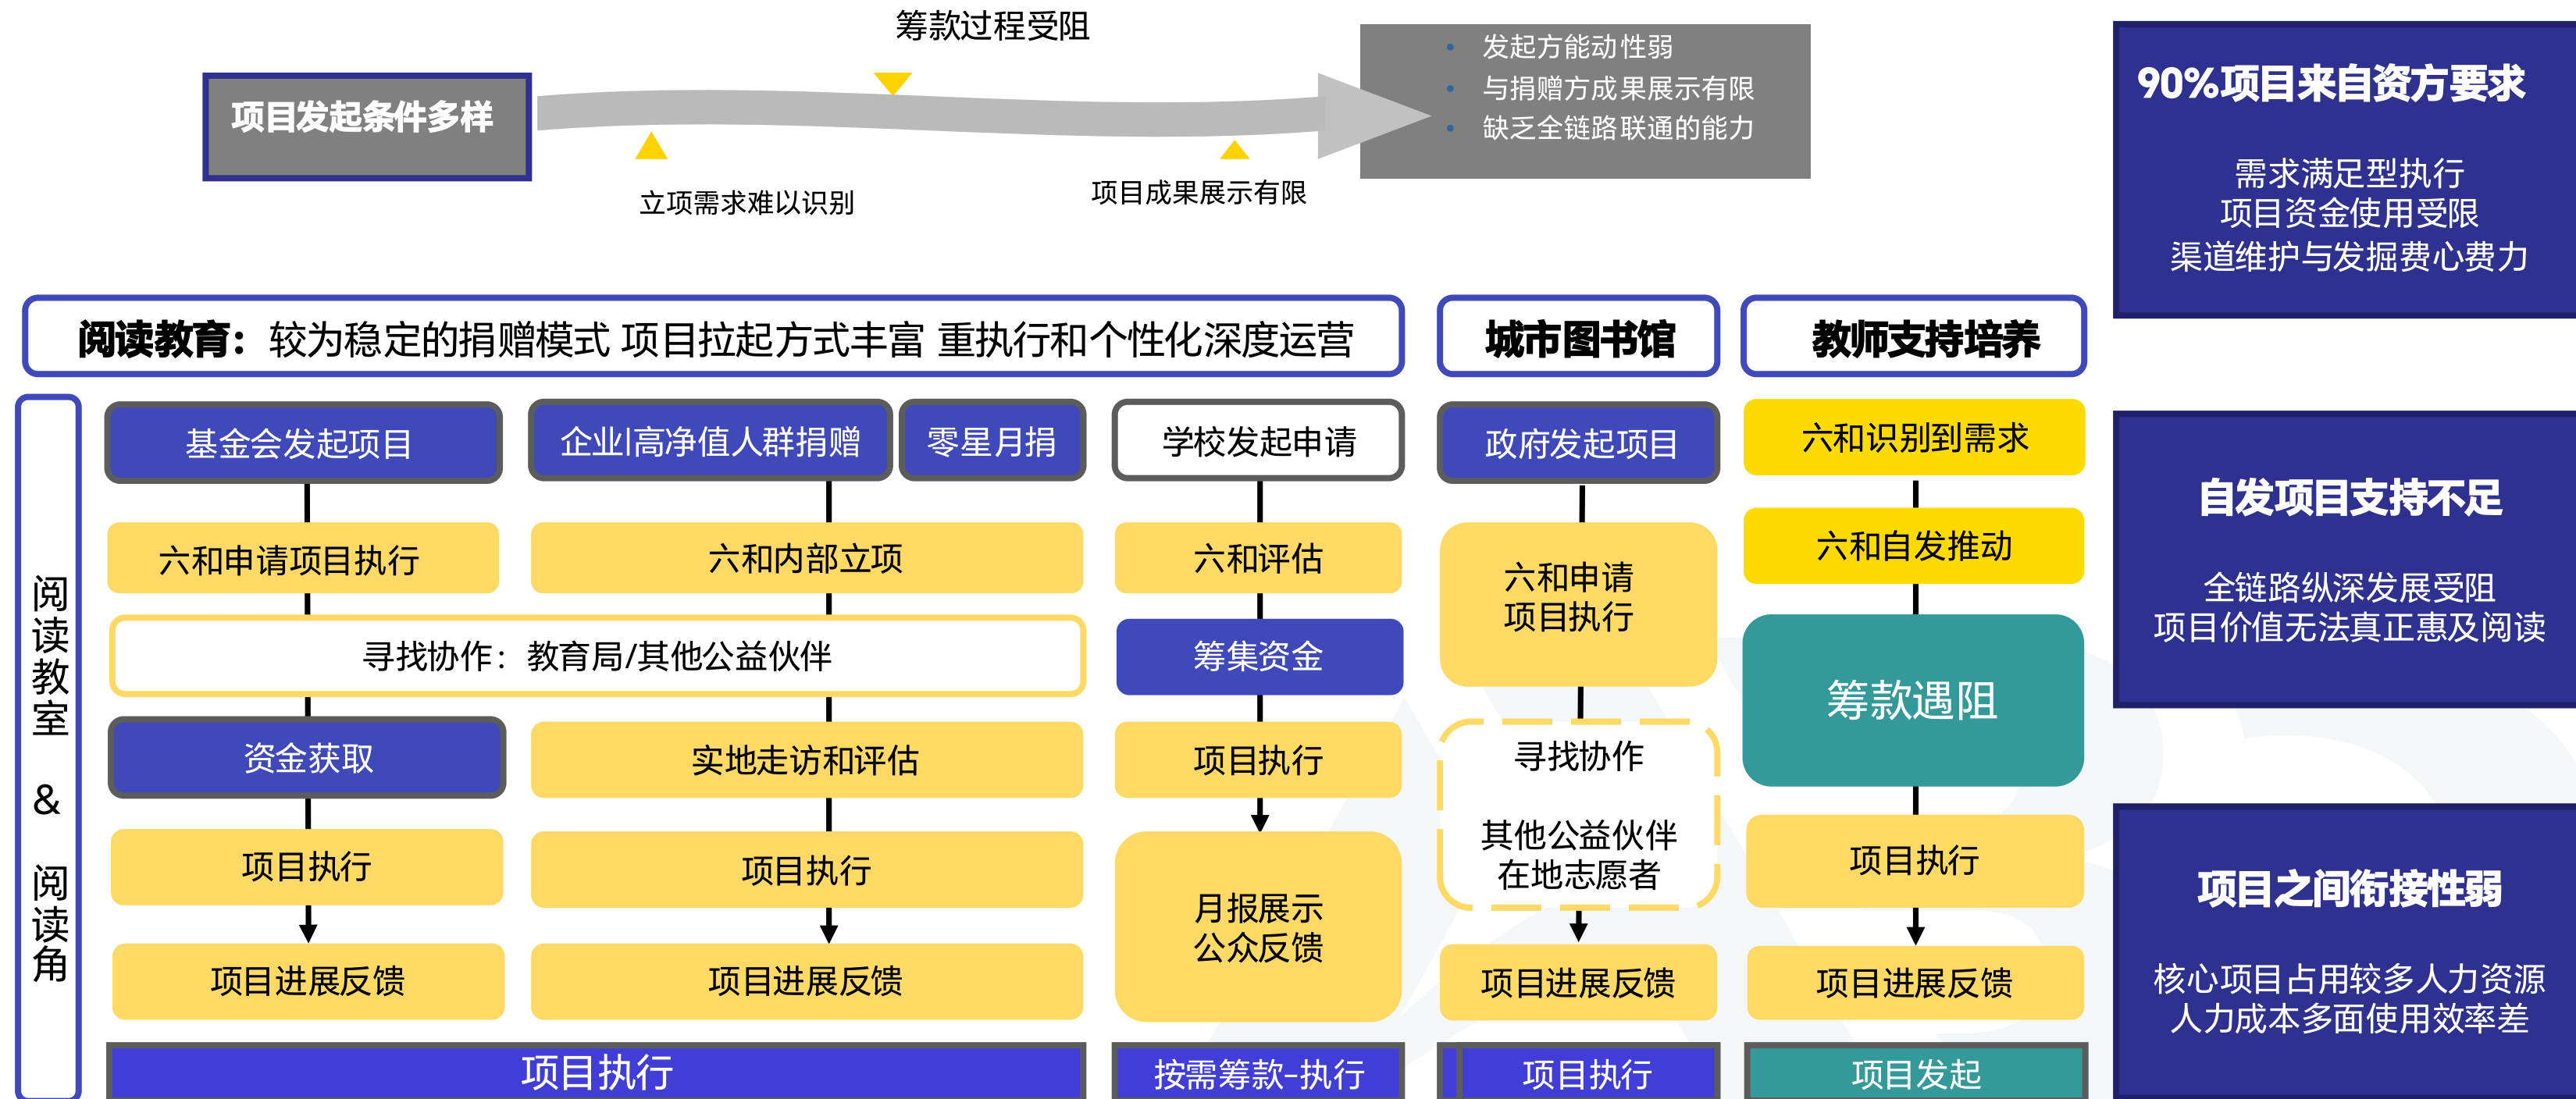 筹款过程受阻
项目发起条件多样
• 发起方能动性弱
• 与捐赠方成果展示有限
• 缺乏全链路联通的能力
立项需求难以识别
项目成果展示有限
90%项目来自资方要求
需求满足型执行
项目资金使用受限
渠道维护与发掘费心费力
阅读教育：较为稳定的捐赠模式 项目拉起方式丰富 重执行和个性化深度运营
城市图书馆
教师支持培养
阅读教室 & 阅读角
基金会发起项目
六和申请项目执行
企业|高净值人群捐赠
零星月捐
六和内部立项
寻找协作：教育局/其他公益伙伴
资金获取
项目执行
项目进展反馈
实地走访和评估
项目执行
项目进展反馈
项目执行
学校发起申请
六和评估
筹集资金
项目执行
月报展示
公众反馈
按需筹款-执行
政府发起项目
六和申请
项目执行
寻找协作
其他公益伙伴
在地志愿者
项目进展反馈
项目执行
六和识别到需求
六和自发推动
筹款遇阻
项目执行
项目进展反馈
项目发起
自发项目支持不足
全链路纵深发展受阻
项目价值无法真正惠及阅读
项目之间衔接性弱
核心项目占用较多人力资源
人力成本多面使用效率差